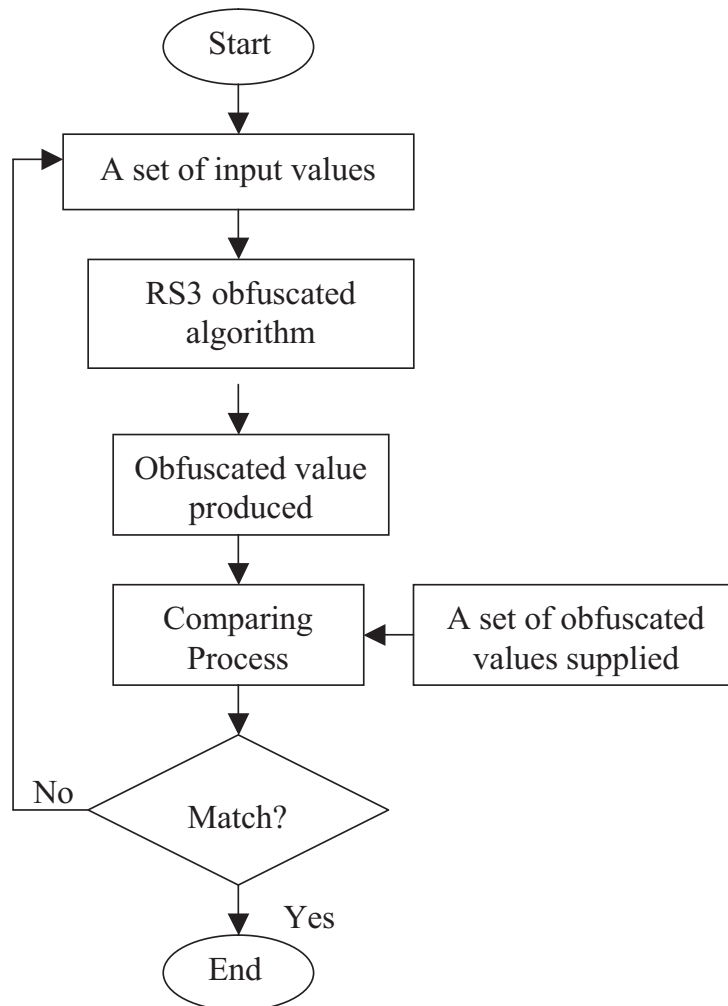 Start
A set of input values
RS3 obfuscated
algorithm
Obfuscated value
produced
Comparing
Process
A set of obfuscated
values supplied
No
Match?
Yes
End